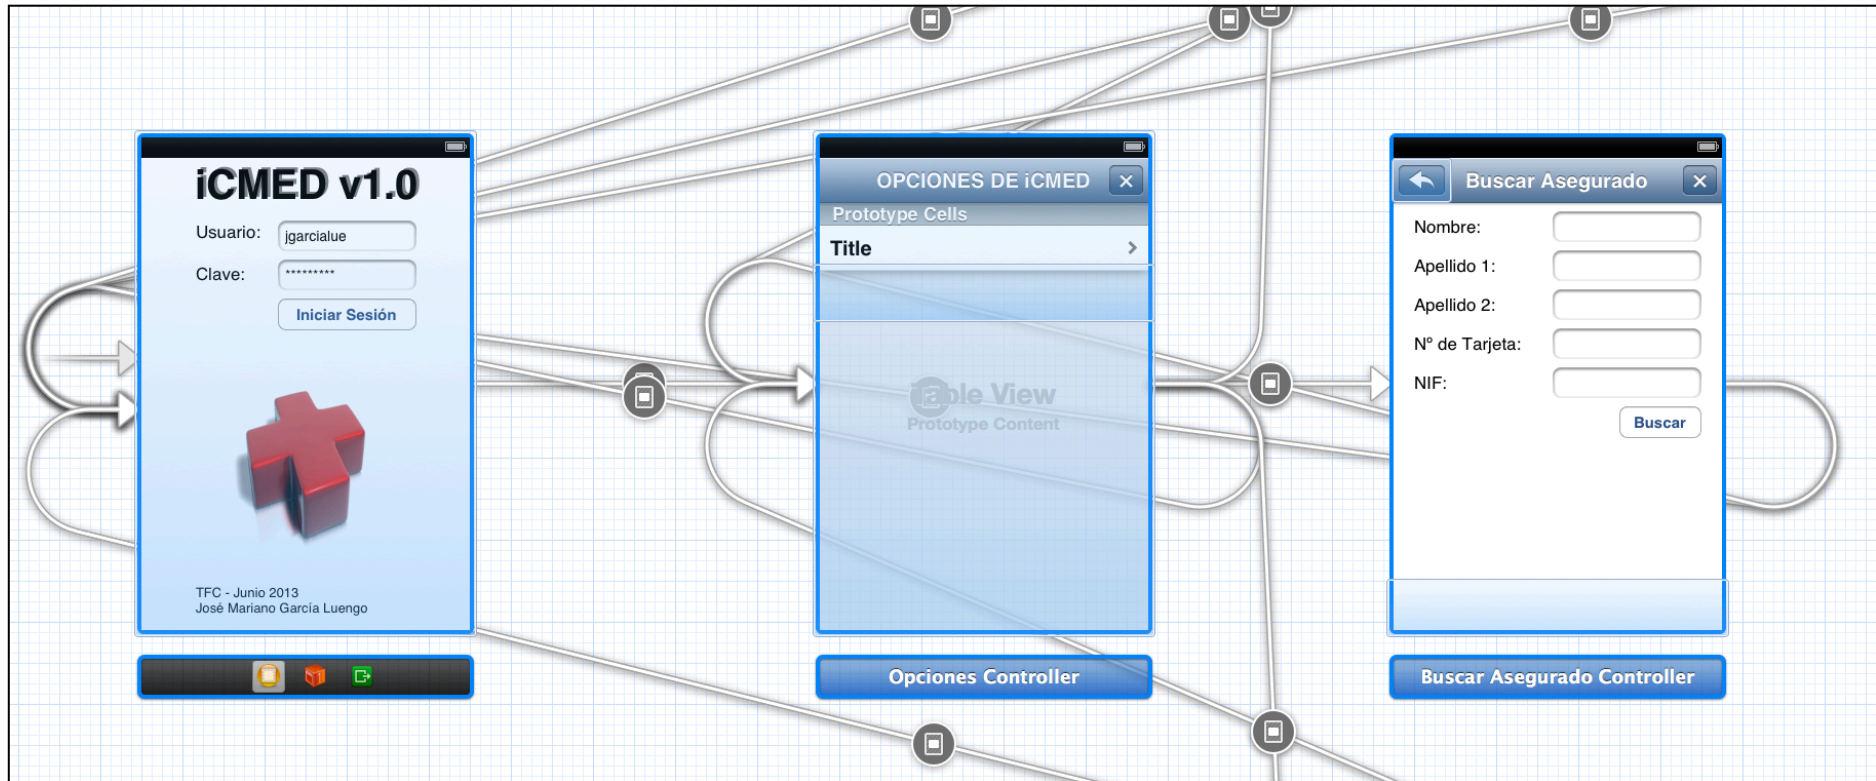 iCMED v1.0
Usuario: jgarcialue
Clave: *********
Iniciar Sesión
TFC - Junio 2013
José Mariano García Luengo
OPCIONES DE iCMED
Prototype Cells
Title
Table View
Prototype Content
Opciones Controller
Buscar Asegurado
Nombre:
Apellido 1:
Apellido 2:
Nº de Tarjeta:
NIF:
Buscar
Buscar Asegurado Controller